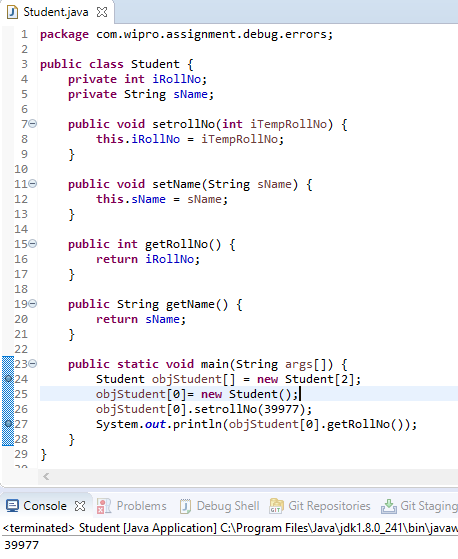 Student.java
1 package com.wipro.assignment.debug.errors;
2
3 public class Student {
4     private int iRollNo;
5     private String sName;
6
7     public void setrollNo(int iTempRollNo) {
8         this.iRollNo = iTempRollNo;
9     }
10
11     public void setName(String sName) {
12         this.sName = sName;
13     }
14
15     public int getRollNo() {
16         return iRollNo;
17     }
18
19     public String getName() {
20         return sName;
21     }
22
23     public static void main(String args[]) {
24         Student objStudent[] = new Student[2];
25         objStudent[0]= new Student();
26         objStudent[0].setrollNo(39977);
27         System.out.println(objStudent[0].getRollNo());
28     }
29 }
Console Problems Debug Shell Git Repositories Git Staging
<terminated> Student [Java Application] C:\Program Files\Java\jdk1.8.0_241\bin\javaw
39977